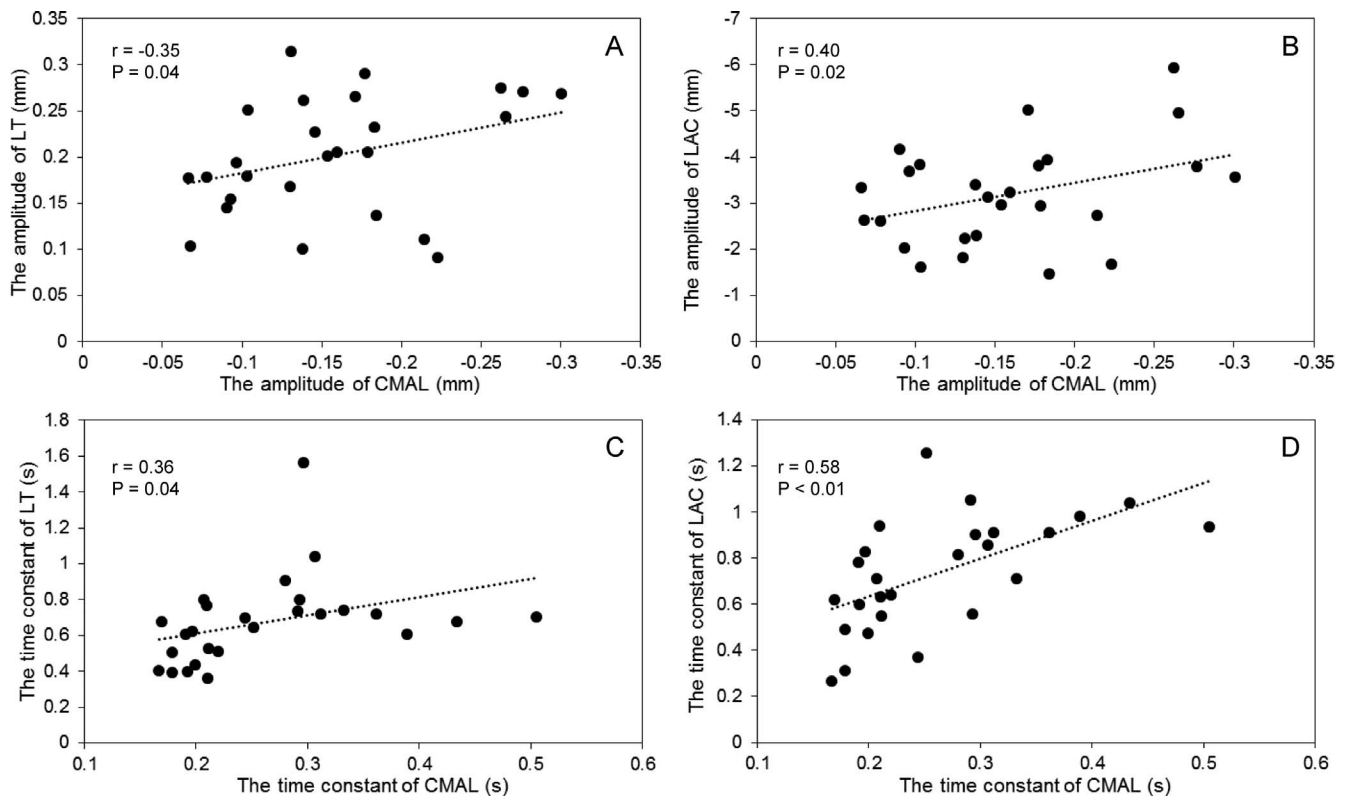 A
r = -0.35
P = 0.04
The amplitude of LT (mm)
0.35
0.3
0.25
0.2
0.15
0.1
0.05
0
0 -0.05 -0.1 -0.15 -0.2 -0.25 -0.3 -0.35
The amplitude of CMAL (mm)
B
r = 0.40
P = 0.02
The amplitude of LAC (mm)
-7
-6
-5
-4
-3
-2
-1
0
0 -0.05 -0.1 -0.15 -0.2 -0.25 -0.3 -0.35
The amplitude of CMAL (mm)
C
r = 0.36
P = 0.04
The time constant of LT (s)
1.8
1.6
1.4
1.2
1
0.8
0.6
0.4
0.2
0
0.1 0.2 0.3 0.4 0.5 0.6
The time constant of CMAL (s)
D
r = 0.58
P < 0.01
The time constant of LAC (s)
1.4
1.2
1
0.8
0.6
0.4
0.2
0
0.1 0.2 0.3 0.4 0.5 0.6
The time constant of CMAL (s)